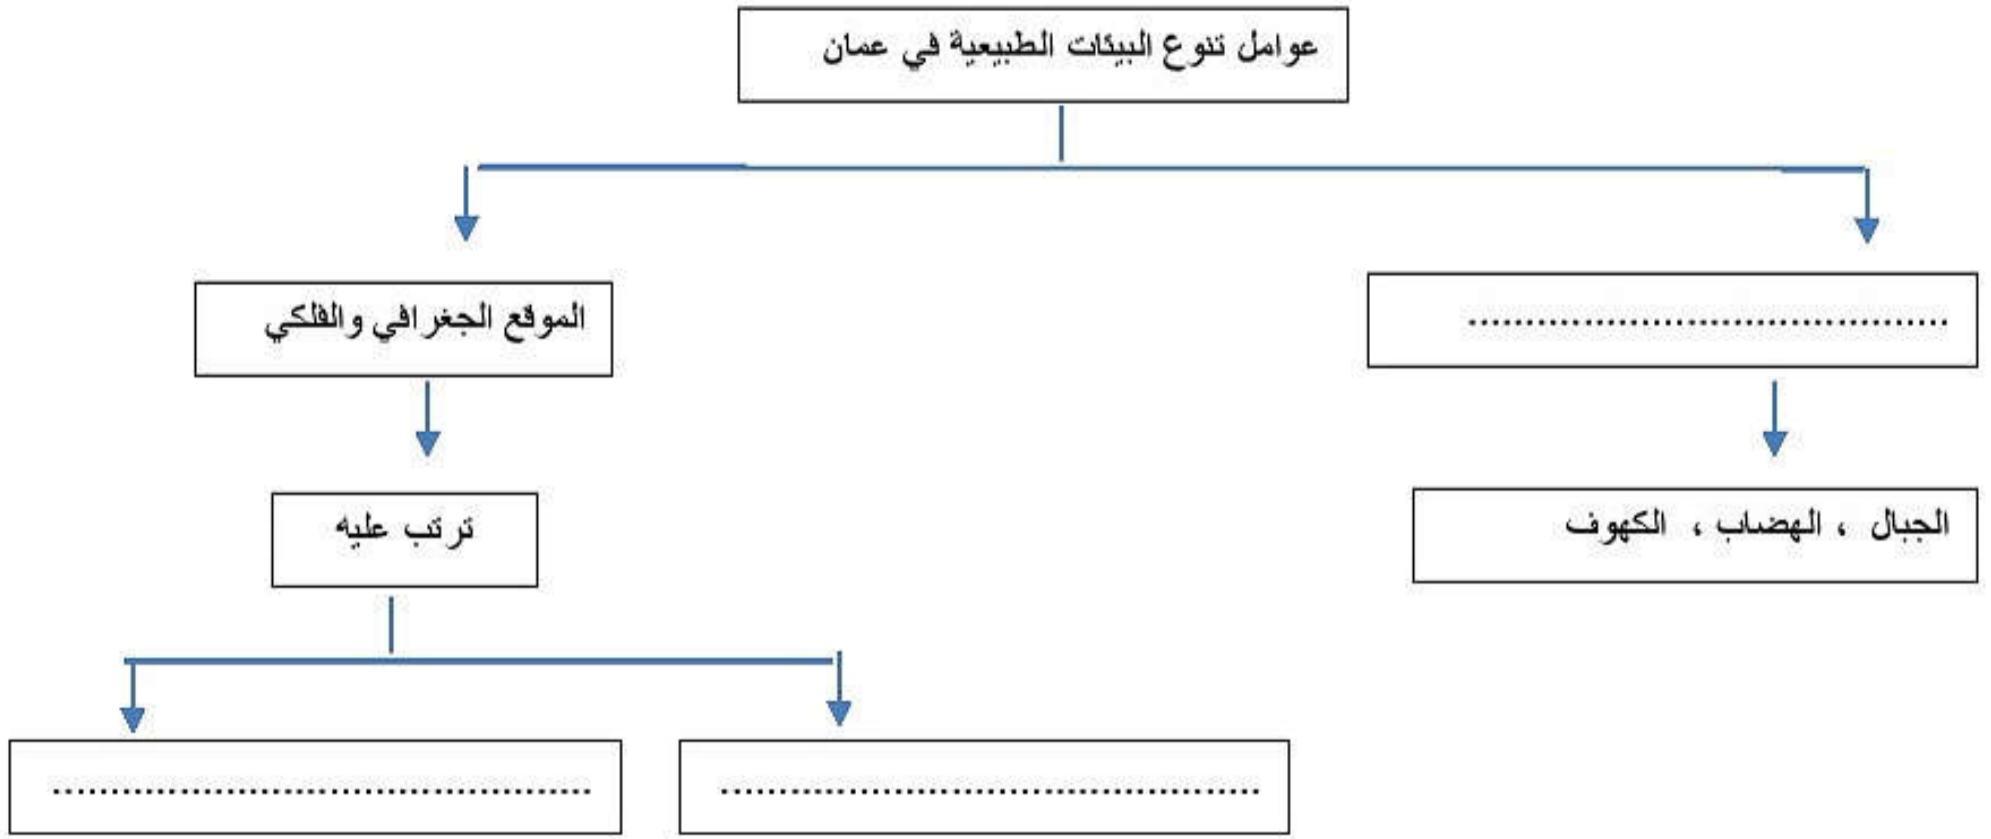 عوامل تنوع البيئات الطبيعية في عمان
................................................
الموقع الجغرافي والفلكي
الجبال ، الهضاب ، الكهوف
ترتب عليه
......................................................
......................................................